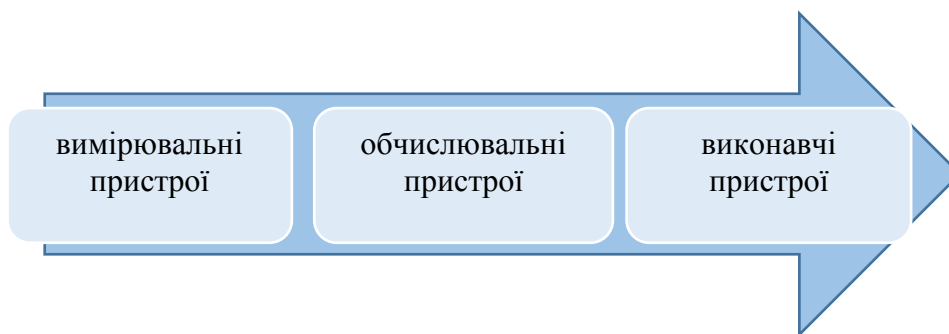 вимірювальні
пристрої
обчислювальні
пристрої
виконавчі
пристрої